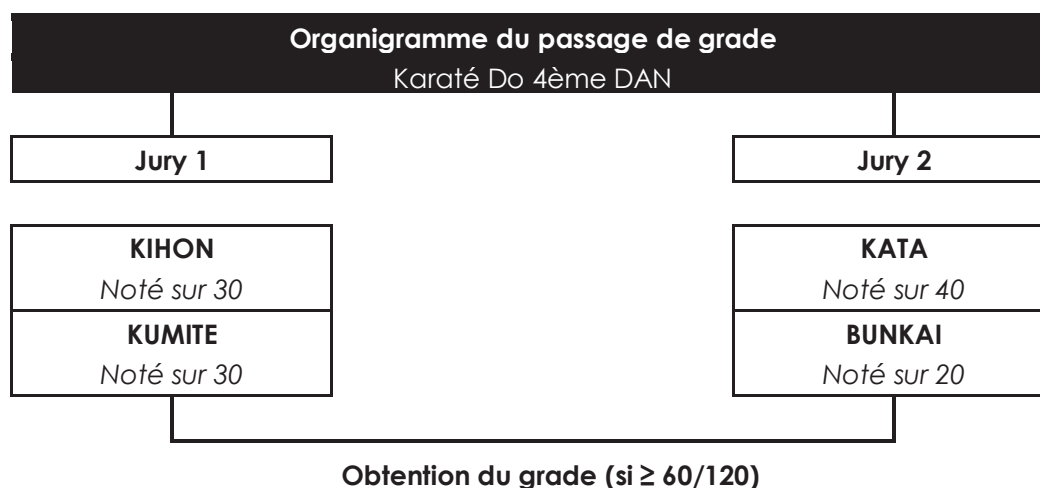 Organigramme du passage de grade
Karaté Do 4ème DAN
Jury 1
Jury 2
KIHON
Noté sur 30
KUMITE
Noté sur 30
KATA
Noté sur 40
BUNKAI
Noté sur 20
Obtention du grade (si ≥ 60/120)